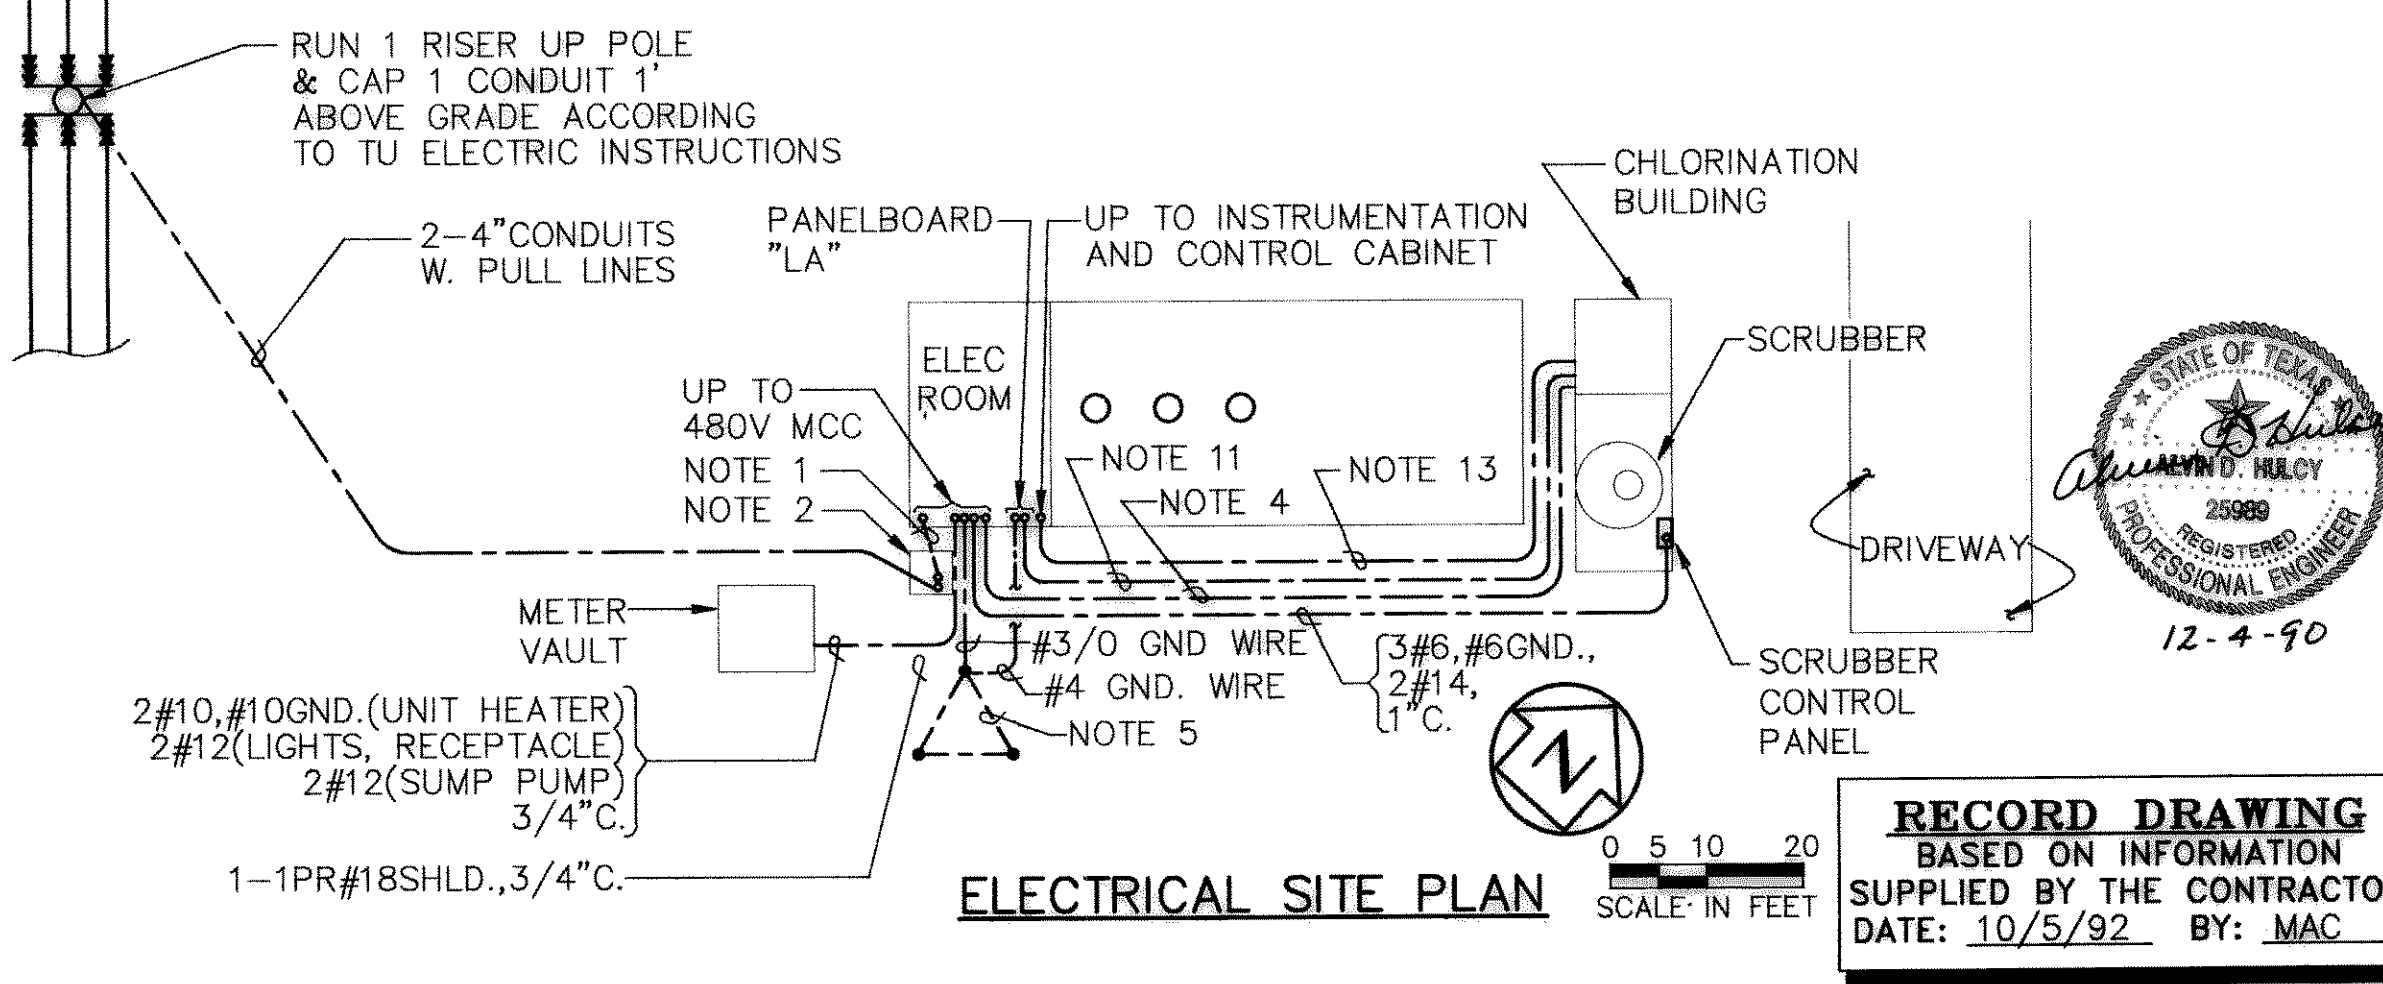 RUN 1 RISER UP POLE
& CAP 1 CONDUIT 1'
ABOVE GRADE ACCORDING
TO TU ELECTRIC INSTRUCTIONS
2-4"CONDUITS
W. PULL LINES
PANELBOARD
"LA"
UP TO INSTRUMENTATION
AND CONTROL CABINET
CHLORINATION
BUILDING
SCRUBBER
ELEC
ROOM
UP TO
480V MCC
NOTE 1
NOTE 2
NOTE 11
NOTE 4
NOTE 13
DRIVEWAY
STATE OF TEXAS
ALVIN D. HULCY
25989
REGISTERED
PROFESSIONAL ENGINEER
12-4-90
METER
VAULT
#3/0 GND WIRE
#4 GND. WIRE
NOTE 5
3#6,#6GND.,
2#14,
1"C.
SCRUBBER
CONTROL
PANEL
2#10,#10GND.(UNIT HEATER)
2#12(LIGHTS, RECEPTACLE)
2#12(SUMP PUMP)
3/4"C.
1-1PR#18SHLD.,3/4"C.
N
ELECTRICAL SITE PLAN
0 5 10 20
SCALE IN FEET
RECORD DRAWING
BASED ON INFORMATION
SUPPLIED BY THE CONTRACTO
DATE: 10/5/92 BY: MAC